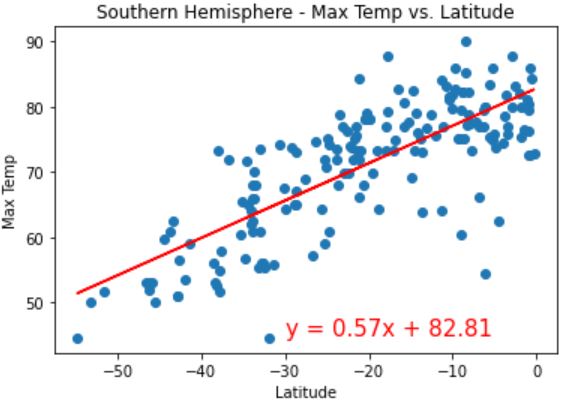 Southern Hemisphere - Max Temp vs. Latitude
90
80
70
60
50
Max Temp
y = 0.57x + 82.81
−50
−40
−30
−20
−10
0
Latitude